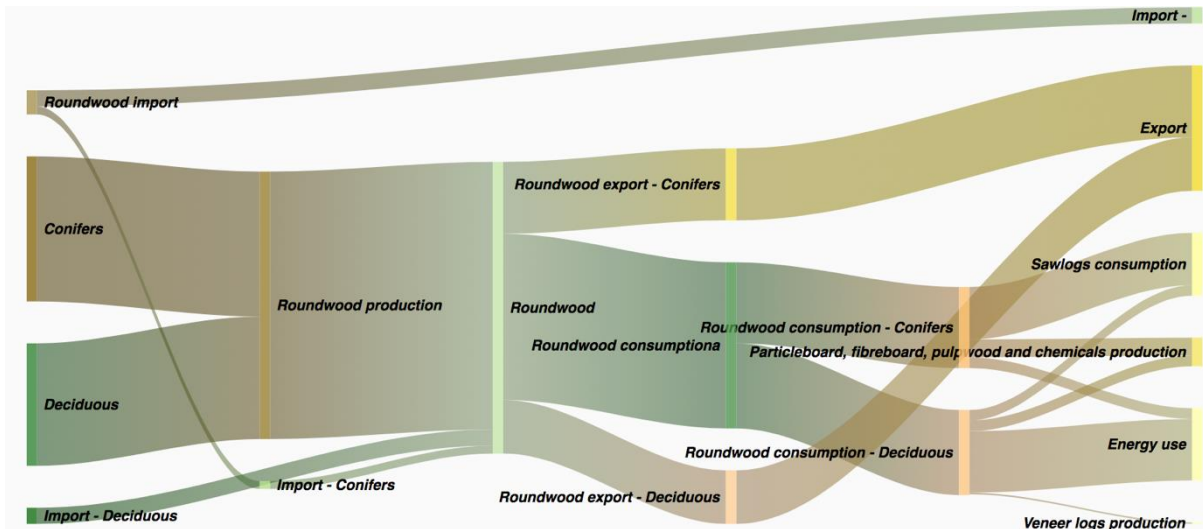 Import -
Roundwood import
Export
Roundwood export - Conifers
Conifers
Sawlogs consumption
Roundwood production
Roundwood
Roundwood consumption - Conifers
Roundwood consumptiona
Particleboard, fibreboard, pulpwood and chemicals production
Deciduous
Energy use
Roundwood consumption - Deciduous
Import - Conifers
Roundwood export - Deciduous
Import - Deciduous
Veneer logs production